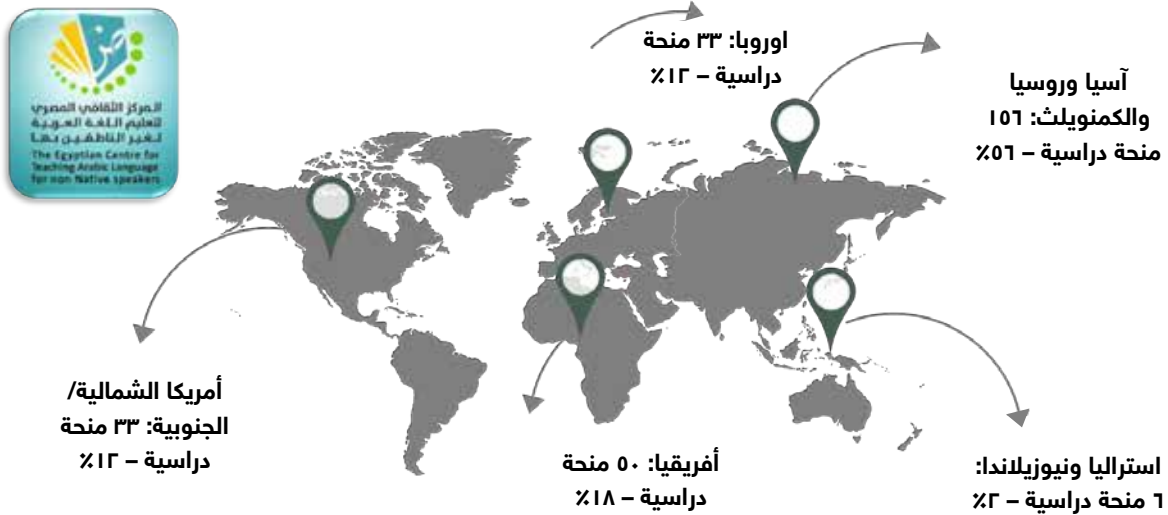 المركز الثقافي المصري
لتعليم اللغة العربية
لغير الناطقين بها
The Egyptian Centre for
Teaching Arabic Language
for non Native speakers
اوروبا: ٣٣ منحة
دراسية – ١٢٪
آسيا وروسيا
والكمنويلث: ١٥٦
منحة دراسية – ٥٦٪
أمريكا الشمالية/
الجنوبية: ٣٣ منحة
دراسية – ١٢٪
أفريقيا: ٥٠ منحة
دراسية – ١٨٪
استراليا ونيوزيلاندا:
٦ منحة دراسية – ٢٪